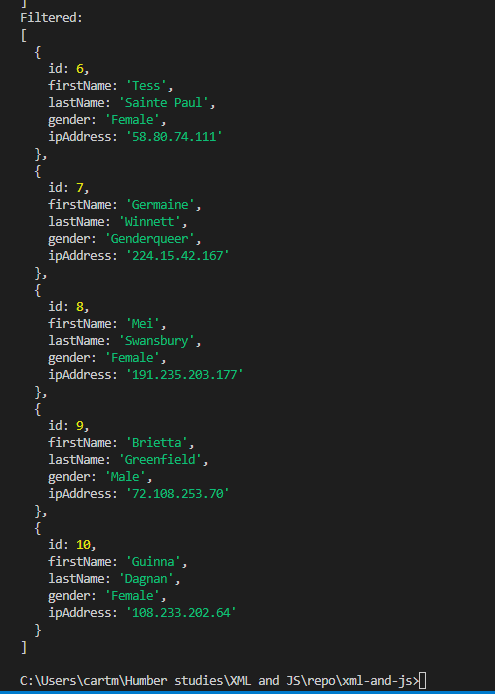 ]
Filtered:
[
  {
    id: 6,
    firstName: 'Tess',
    lastName: 'Sainte Paul',
    gender: 'Female',
    ipAddress: '58.80.74.111'
  },
  {
    id: 7,
    firstName: 'Germaine',
    lastName: 'Winnett',
    gender: 'Genderqueer',
    ipAddress: '224.15.42.167'
  },
  {
    id: 8,
    firstName: 'Mei',
    lastName: 'Swansbury',
    gender: 'Female',
    ipAddress: '191.235.203.177'
  },
  {
    id: 9,
    firstName: 'Brietta',
    lastName: 'Greenfield',
    gender: 'Male',
    ipAddress: '72.108.253.70'
  },
  {
    id: 10,
    firstName: 'Guinna',
    lastName: 'Dagnan',
    gender: 'Female',
    ipAddress: '108.233.202.64'
  }
]
C:\Users\cartm\Humber studies\XML and JS\repo\xml-and-js>